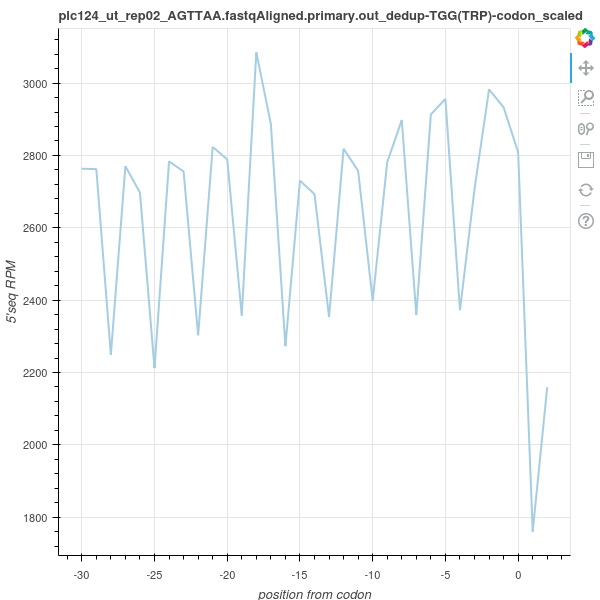 plc124_ut_rep02_AGTTAA.fastqAligned.primary.out_dedup-TGG(TRP)-codon_scaled
3000
2800
2600
2400
2200
2000
1800
5'seq RPM
-30 -25 -20 -15 -10 -5 0
position from codon